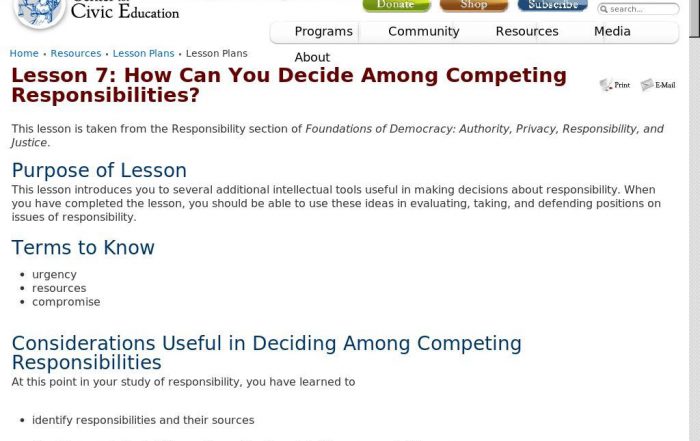 Civic Education
Donate
Shop
Subscribe
search...
Programs
Community
Resources
Media
About
Home • Resources • Lesson Plans • Lesson Plans
Lesson 7: How Can You Decide Among Competing
Responsibilities?
Print
E-Mail
This lesson is taken from the Responsibility section of Foundations of Democracy: Authority, Privacy, Responsibility, and
Justice.
Purpose of Lesson
This lesson introduces you to several additional intellectual tools useful in making decisions about responsibility. When
you have completed the lesson, you should be able to use these ideas in evaluating, taking, and defending positions on
issues of responsibility.
Terms to Know
• urgency
• resources
• compromise
Considerations Useful in Deciding Among Competing
Responsibilities
At this point in your study of responsibility, you have learned to
• identify responsibilities and their sources